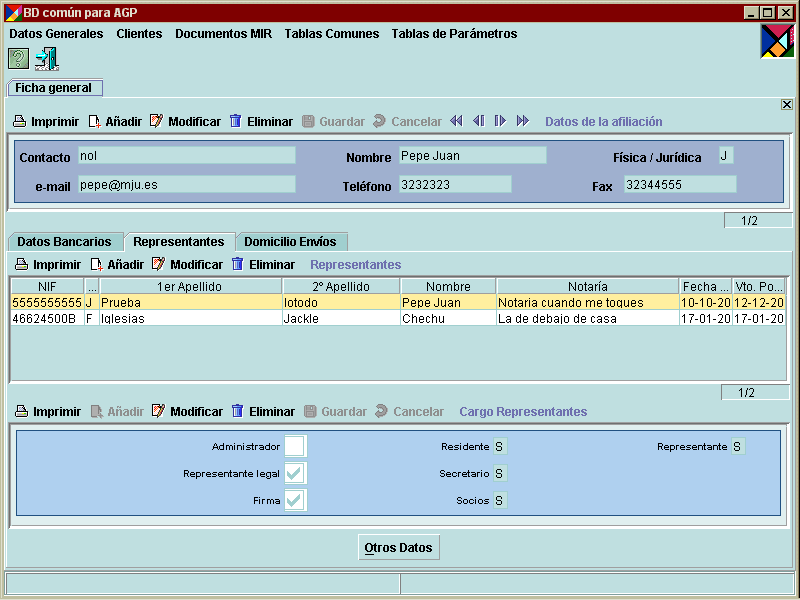 BD común para AGP
Datos Generales Clientes Documentos MIR Tablas Comunes Tablas de Parámetros
Ficha general
Imprimir Añadir Modificar Eliminar Guardar Cancelar Datos de la afiliación
Contacto nol Nombre Pepe Juan Física / Jurídica J
e-mail pepe@mju.es Teléfono 3232323 Fax 32344555
1/2
Datos Bancarios Representantes Domicilio Envíos
Imprimir Añadir Modificar Eliminar Representantes
NIF ... 1er Apellido 2º Apellido Nombre Notaría Fecha ... Vto. Po...
5555555555 J Prueba lotodo Pepe Juan Notaria cuando me toques 10-10-20 12-12-20
46624500B F Iglesias Jackle Chechu La de debajo de casa 17-01-20 17-01-20
1/2
Imprimir Añadir Modificar Eliminar Guardar Cancelar Cargo Representantes
Administrador Residente S Representante S
Representante legal Secretario S
Firma Socios S
Otros Datos